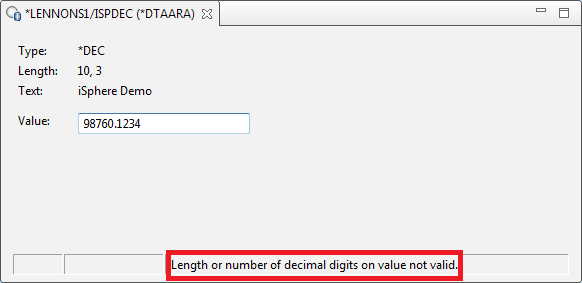 *LENNONS1/ISPDEC (*DTAARA)
Type: *DEC
Length: 10, 3
Text: iSphere Demo
Value: 98760.1234
Length or number of decimal digits on value not valid.